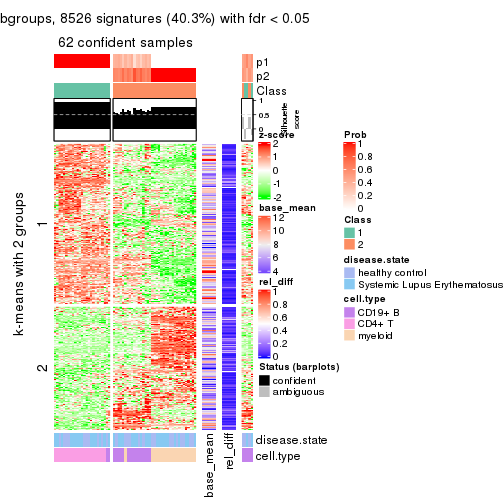 bgroups, 8526 signatures (40.3%) with fdr < 0.05
62 confident samples
p1
p2
Class
1
0.5
0
Silhouette
score
k-means with 2 groups
1
2
z-score
2
1
0
-1
-2
base_mean
12
10
8
6
4
rel_diff
1
0.8
0.6
0.4
0.2
0
Status (barplots)
confident
ambiguous
Prob
1
0.8
0.6
0.4
0.2
0
Class
1
2
disease.state
healthy control
Systemic Lupus Erythematosus
cell.type
CD19+ B
CD4+ T
myeloid
disease.state
cell.type
base_mean
rel_diff